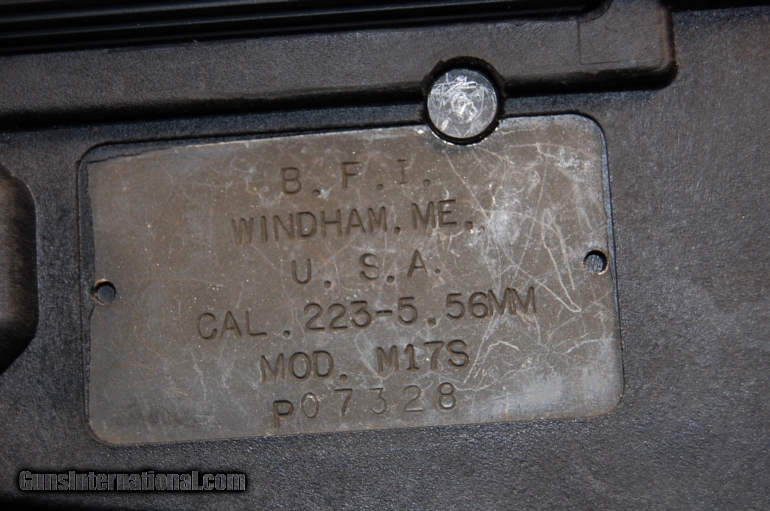 B. F. I.
WINDHAM. ME.,
U. S. A.
CAL. 223-5.56MM
MOD. M17S
P07328
GunsInternational.com